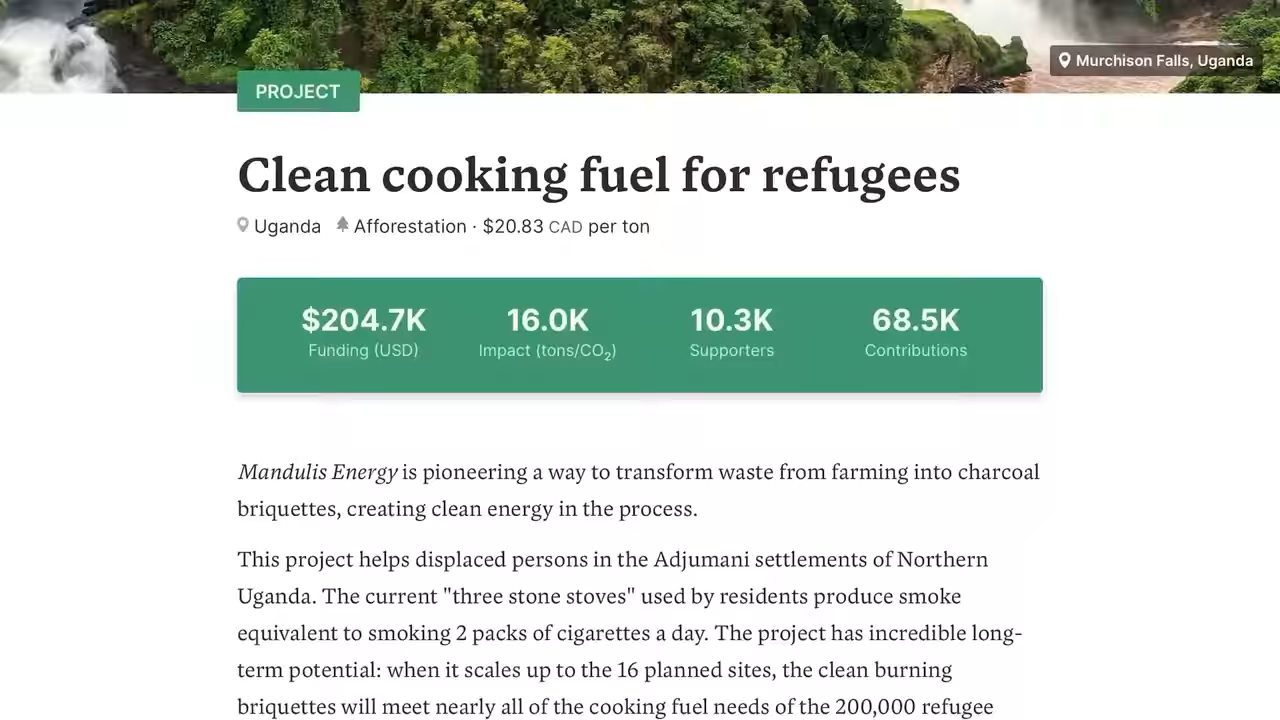 Murchison Falls, Uganda
PROJECT
Clean cooking fuel for refugees
Uganda Afforestation · $20.83 CAD per ton
$204.7K 16.0K 10.3K 68.5K
Funding (USD) Impact (tons/CO₂) Supporters Contributions
Mandulis Energy is pioneering a way to transform waste from farming into charcoal
briquettes, creating clean energy in the process.
This project helps displaced persons in the Adjumani settlements of Northern
Uganda. The current "three stone stoves" used by residents produce smoke
equivalent to smoking 2 packs of cigarettes a day. The project has incredible long-
term potential: when it scales up to the 16 planned sites, the clean burning
briquettes will meet nearly all of the cooking fuel needs of the 200,000 refugee